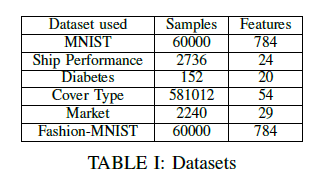 Dataset used Samples Features
MNIST 60000 784
Ship Performance 2736 24
Diabetes 152 20
Cover Type 581012 54
Market 2240 29
Fashion-MNIST 60000 784
TABLE I: Datasets